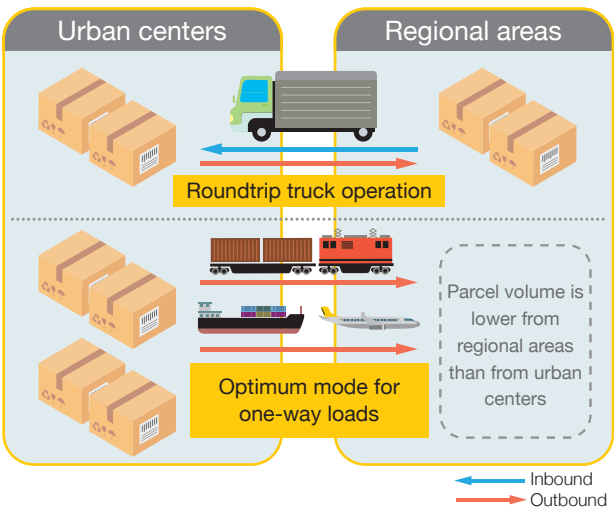 Urban centers
Regional areas
Roundtrip truck operation
Parcel volume is
lower from
regional areas
than from urban
centers
Optimum mode for
one-way loads
Inbound
Outbound